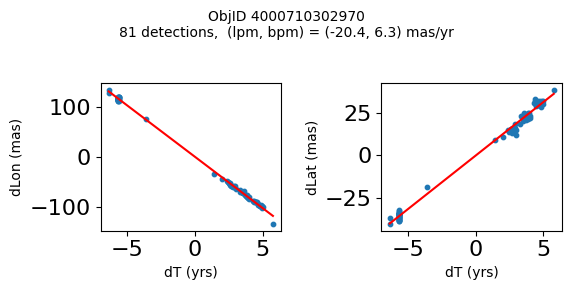 ObjID 4000710302970
81 detections,  (lpm, bpm) = (-20.4, 6.3) mas/yr
dLon (mas)
100
0
−100
−5
0
5
dT (yrs)
dLat (mas)
25
0
−25
−5
0
5
dT (yrs)